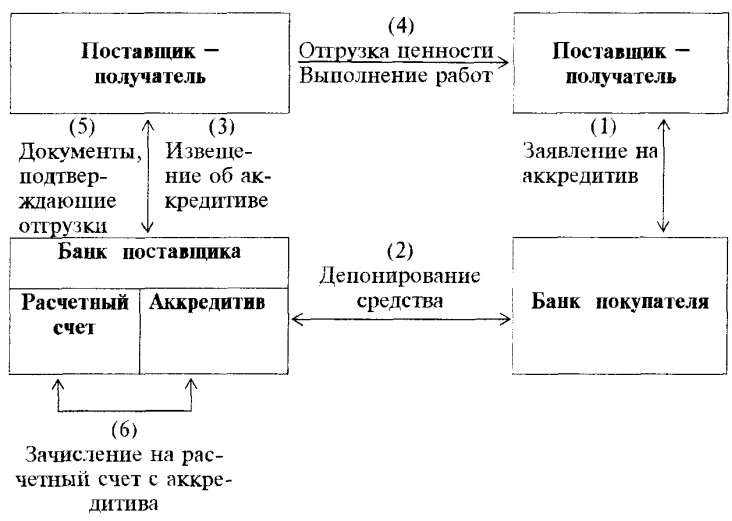 Поставщик —
получатель
(4)
Отгрузка ценности
Выполнение работ
Поставщик —
получатель
(5)
Документы,
подтвер-
ждающие
отгрузки
(3)
Извеще-
ние об ак-
кредитиве
(1)
Заявление на
аккредитив
Банк поставщика
Расчетный
счет
Аккредитив
(2)
Депонирование
средства
Банк покупателя
(6)
Зачисление на рас-
четный счет с аккре-
дитива